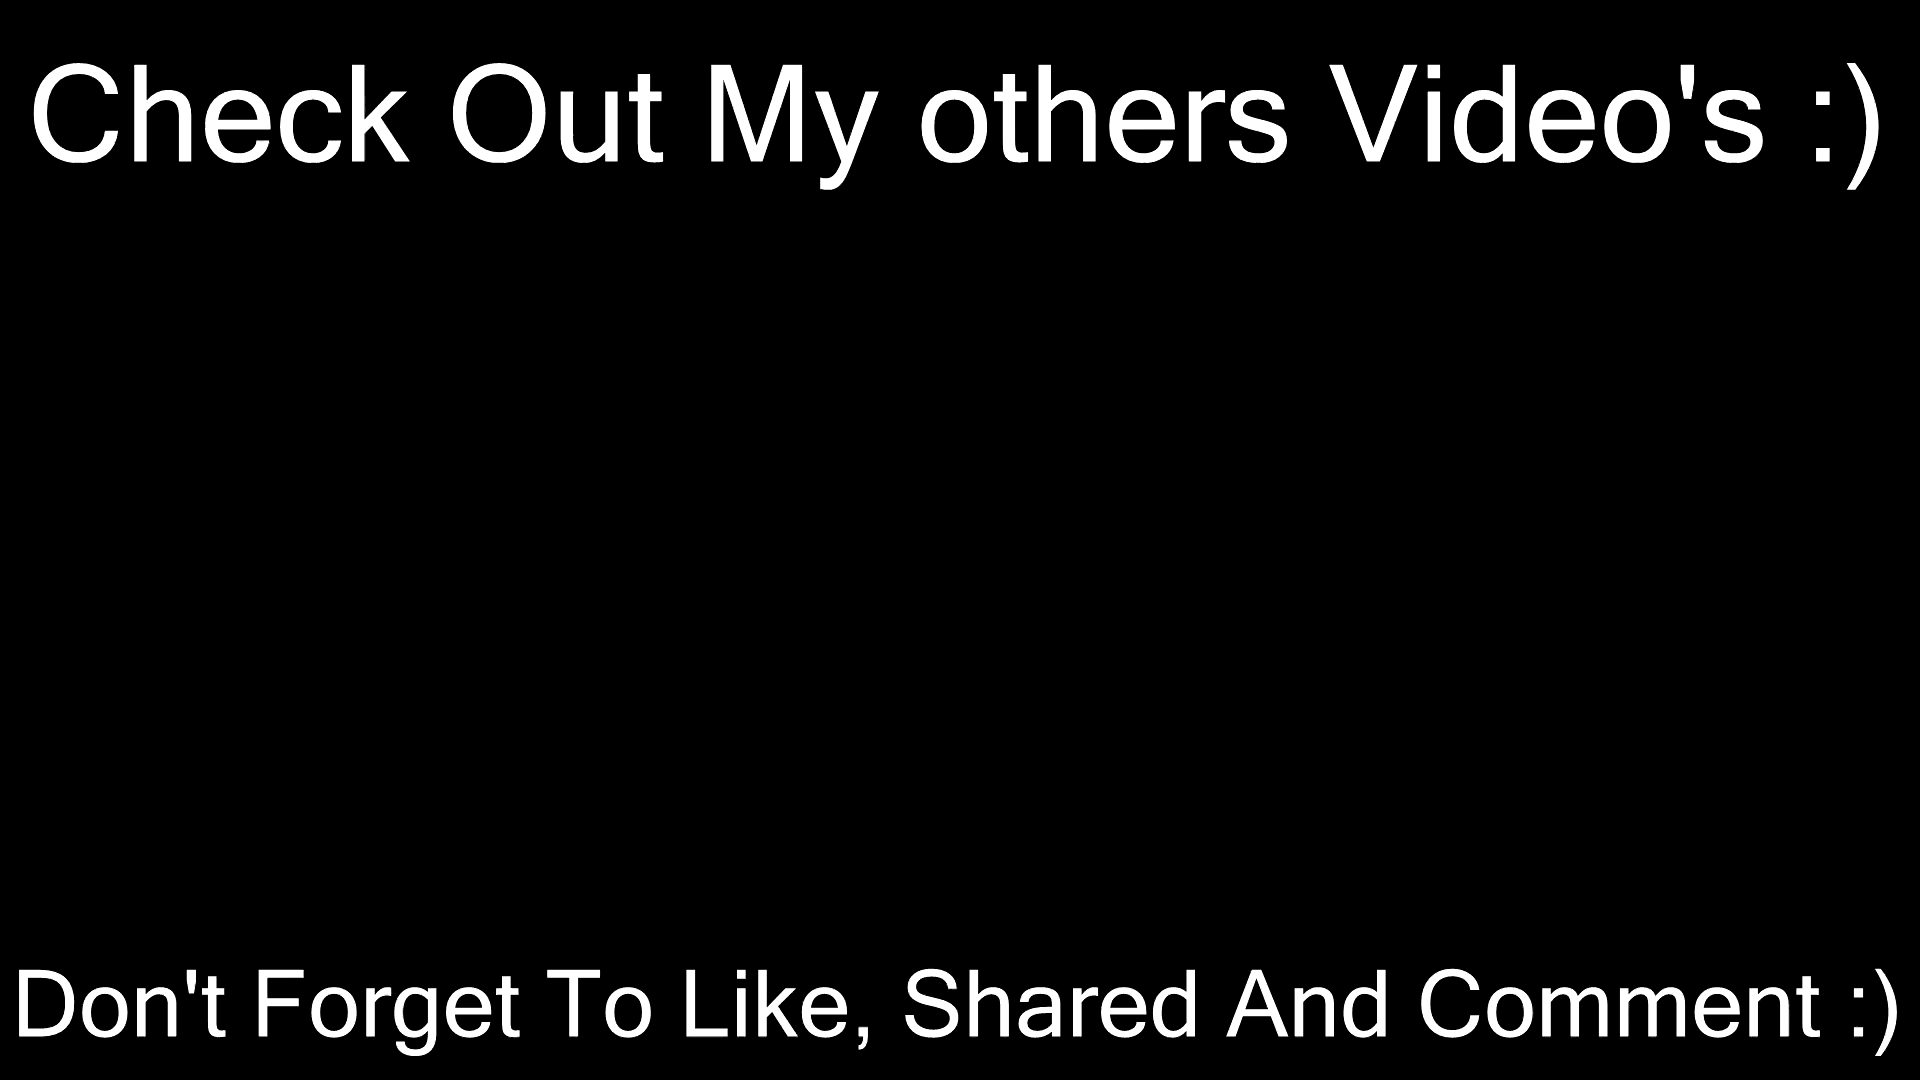 Check Out My others Video's :)
Don't Forget To Like, Shared And Comment :)